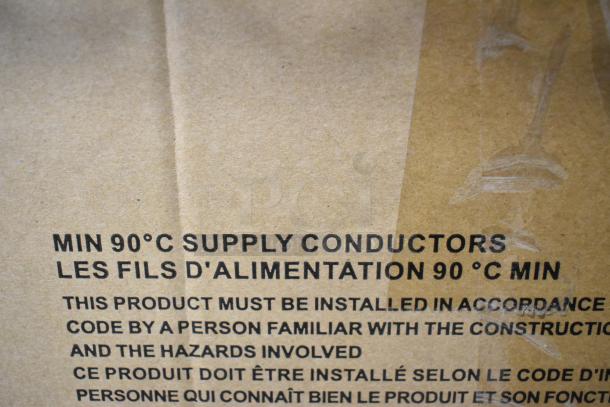 PCI
MIN 90°C SUPPLY CONDUCTORS
LES FILS D'ALIMENTATION 90 °C MIN
THIS PRODUCT MUST BE INSTALLED IN ACCORDANCE
CODE BY A PERSON FAMILIAR WITH THE CONSTRUCTIO
AND THE HAZARDS INVOLVED
CE PRODUIT DOIT ÊTRE INSTALLÉ SELON LE CODE D'IN
PERSONNE QUI CONNAÎT BIEN LE PRODUIT ET SON FONCT